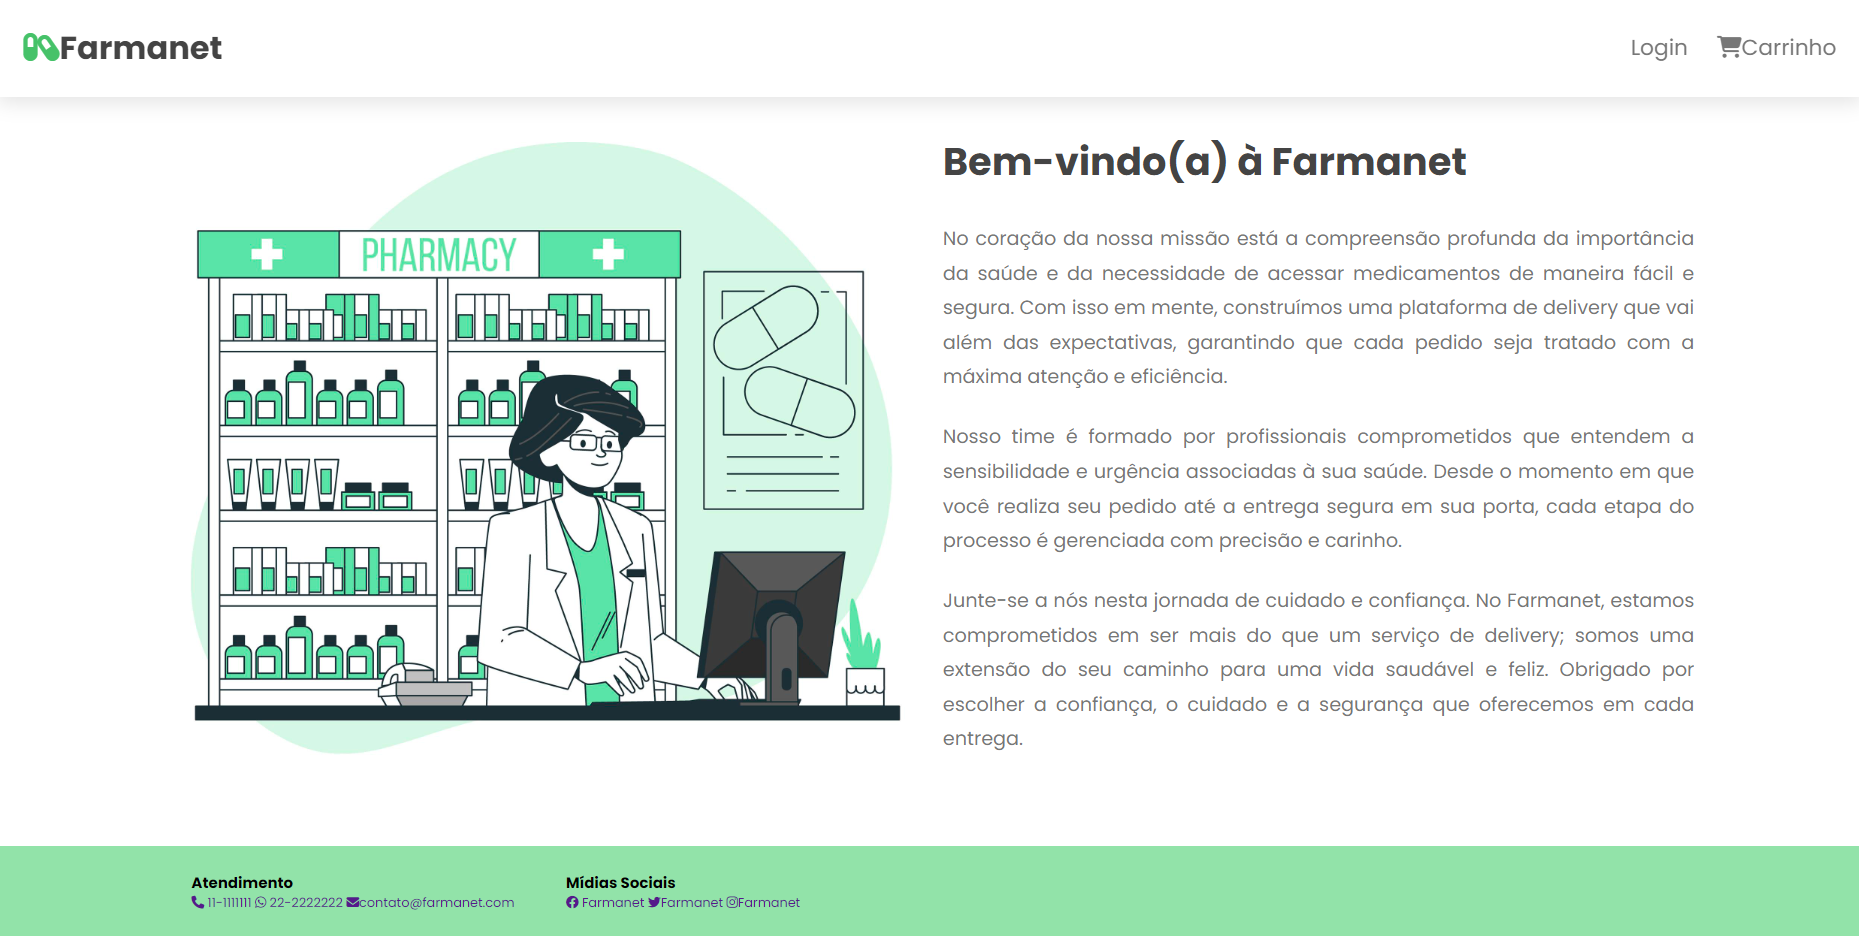 Farmanet
Login Carrinho
PHARMACY
Bem-vindo(a) à Farmanet
No coração da nossa missão está a compreensão profunda da importância
da saúde e da necessidade de acessar medicamentos de maneira fácil e
segura. Com isso em mente, construímos uma plataforma de delivery que vai
além das expectativas, garantindo que cada pedido seja tratado com a
máxima atenção e eficiência.
Nosso time é formado por profissionais comprometidos que entendem a
sensibilidade e urgência associadas à sua saúde. Desde o momento em que
você realiza seu pedido até a entrega segura em sua porta, cada etapa do
processo é gerenciada com precisão e carinho.
Junte-se a nós nesta jornada de cuidado e confiança. No Farmanet, estamos
comprometidos em ser mais do que um serviço de delivery; somos uma
extensão do seu caminho para uma vida saudável e feliz. Obrigado por
escolher a confiança, o cuidado e a segurança que oferecemos em cada
entrega.
Atendimento
11-1111111 22-2222222 contato@farmanet.com
Mídias Sociais
Farmanet Farmanet Farmanet